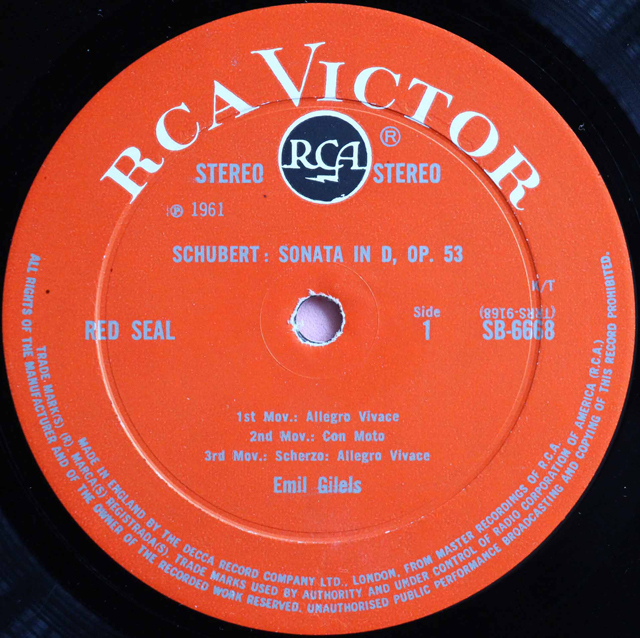 RCA VICTOR
RCA
®
STEREO STEREO
℗ 1961
SCHUBERT: SONATA IN D, OP. 53
K/T
RED SEAL
Side
1
(TRRS-9168)
SB-6668
1st Mov.: Allegro Vivace
2nd Mov.: Con Moto
3rd Mov.: Scherzo: Allegro Vivace
Emil Gilels
TRADE MARK(S) (R) MARCA(S) REGISTRADA(S). TRADE MARKS USED BY AUTHORITY AND UNDER CONTROL OF RADIO CORPORATION OF AMERICA (R.C.A.)
MADE IN ENGLAND BY THE DECCA RECORD COMPANY LTD., LONDON, FROM MASTER RECORDINGS OF R.C.A.
ALL RIGHTS OF THE MANUFACTURER AND OF THE OWNER OF THE RECORDED WORK RESERVED. UNAUTHORISED PUBLIC PERFORMANCE BROADCASTING AND COPYING OF THIS RECORD PROHIBITED.